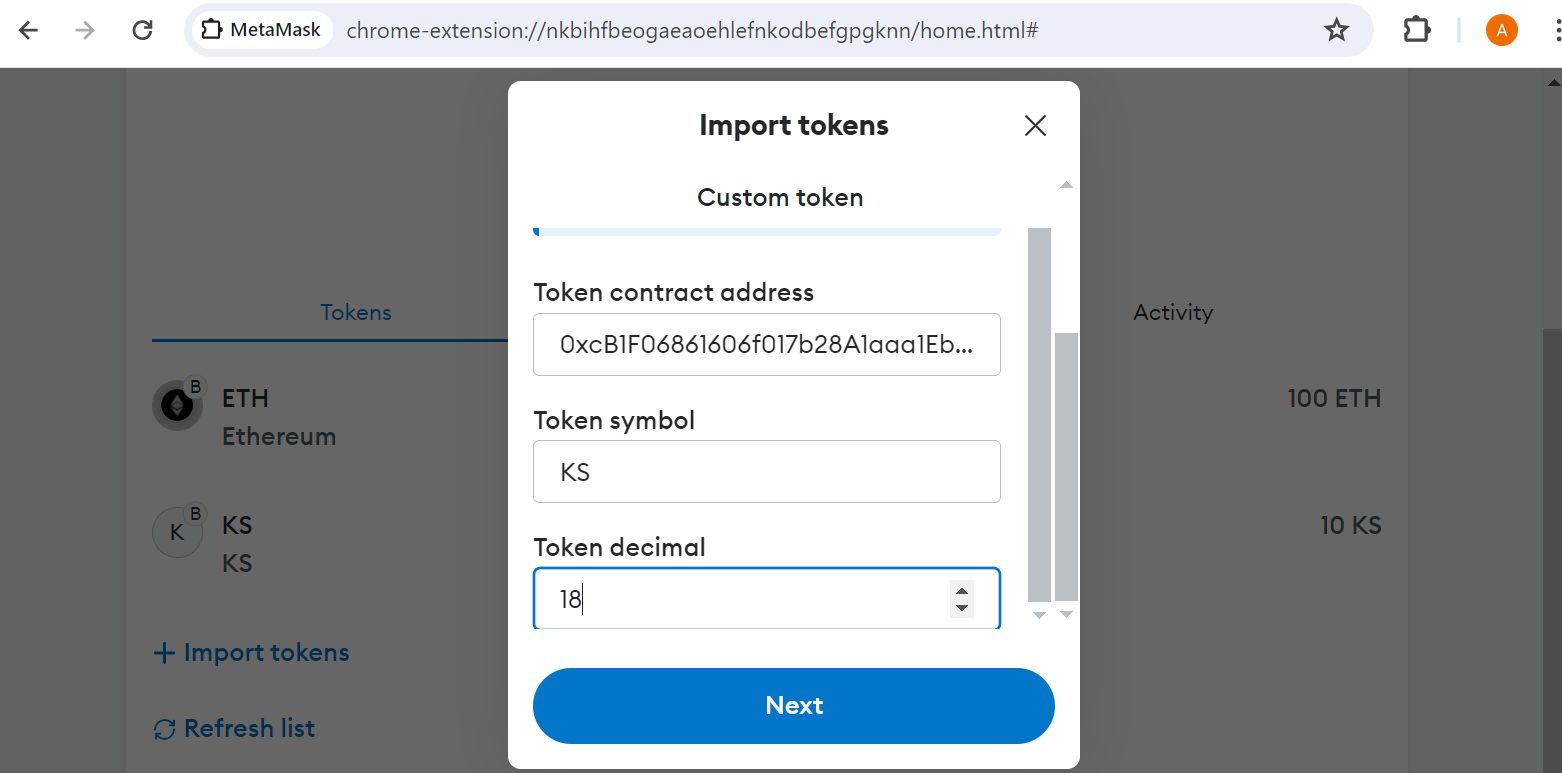 MetaMask
chrome-extension://nkbihfbeogaeaoehlefnkodbefgpgknn/home.html#
A
Import tokens
Custom token
Token contract address
0xcB1F06861606f017b28A1aaa1Eb...
Token symbol
KS
Token decimal
18
Next
Tokens
Activity
B
ETH
Ethereum
100 ETH
B
K
KS
KS
10 KS
+ Import tokens
Refresh list